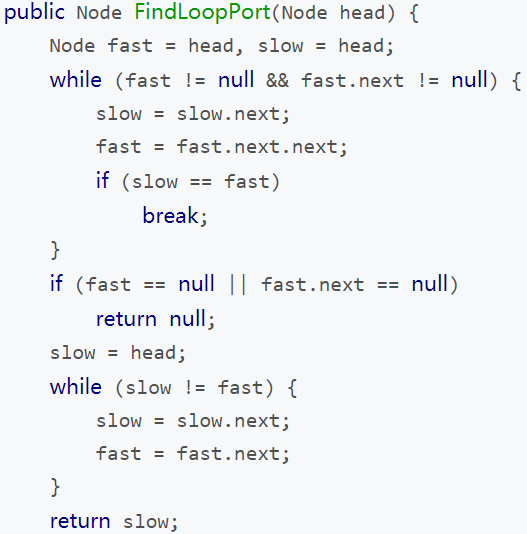 public Node FindLoopPort(Node head) {
    Node fast = head, slow = head;
    while (fast != null && fast.next != null) {
        slow = slow.next;
        fast = fast.next.next;
        if (slow == fast)
            break;
    }
    if (fast == null || fast.next == null)
        return null;
    slow = head;
    while (slow != fast) {
        slow = slow.next;
        fast = fast.next;
    }
    return slow;